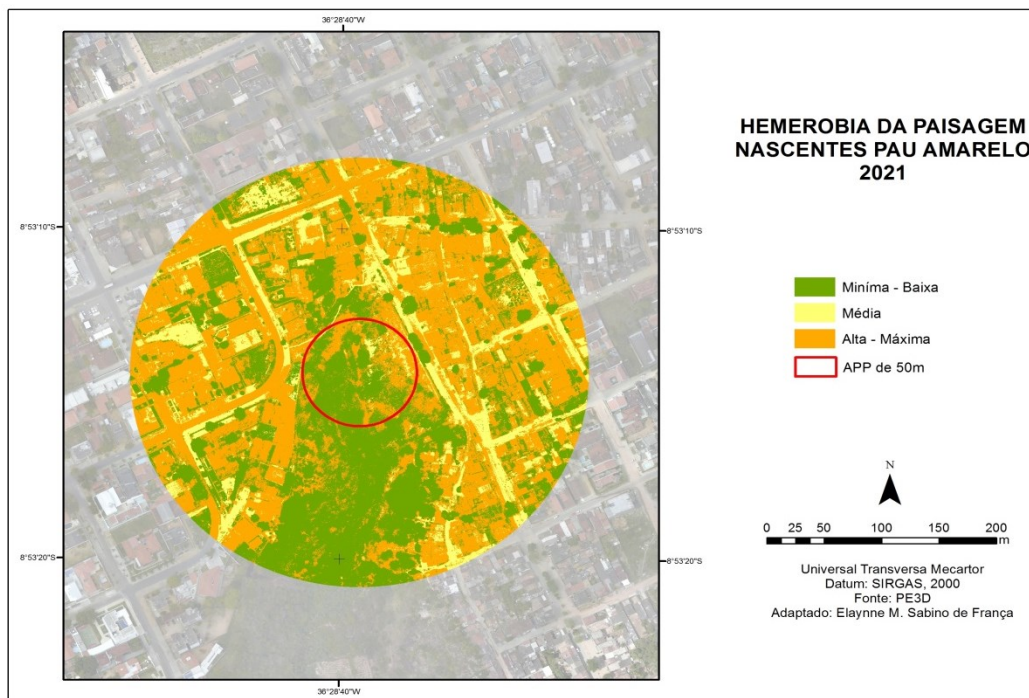 36°28'40"W
HEMEROBIA DA PAISAGEM
NASCENTES PAU AMARELO
2021
8°53'10"S
8°53'10"S
Miníma - Baixa
Média
Alta - Máxima
APP de 50m
N
0 25 50 100 150 200
m
8°53'20"S
8°53'20"S
Universal Transversa Mecartor
Datum: SIRGAS, 2000
Fonte: PE3D
Adaptado: Elaynne M. Sabino de França
36°28'40"W